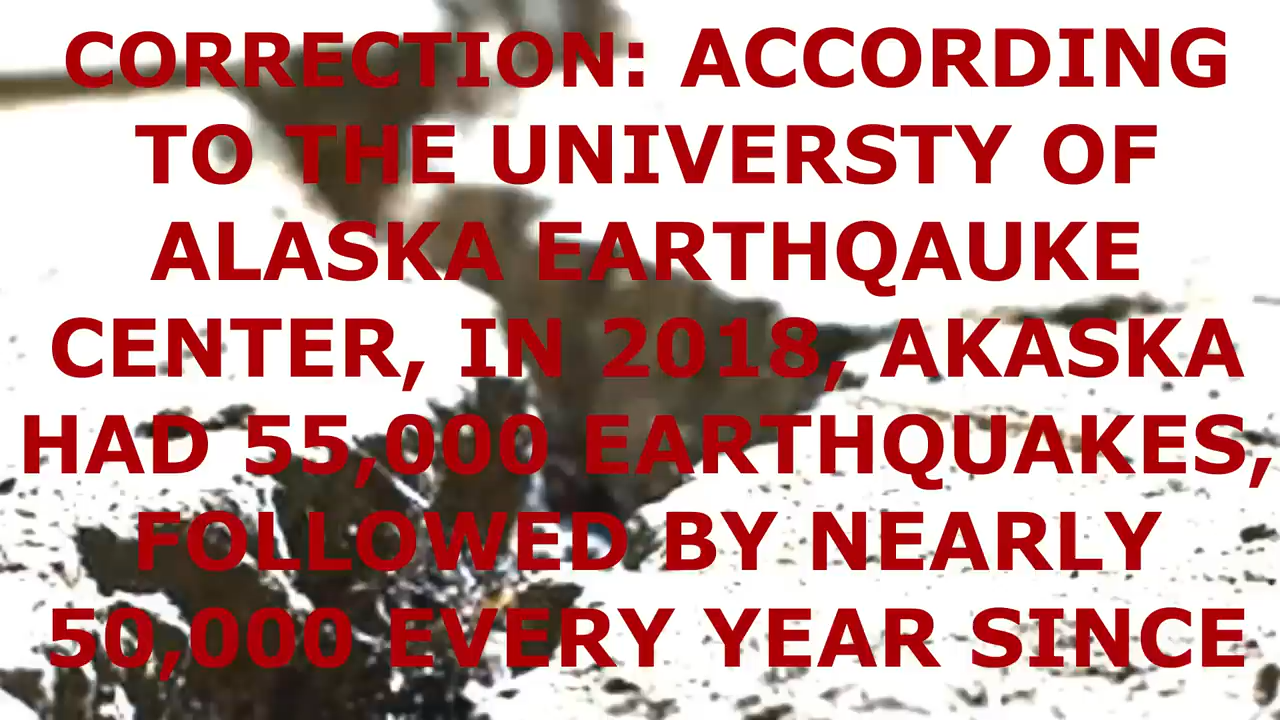 CORRECTION: ACCORDING
TO THE UNIVERSTY OF
ALASKA EARTHQAUKE
CENTER, IN 2018, AKASKA
HAD 55,000 EARTHQUAKES,
FOLLOWED BY NEARLY
50,000 EVERY YEAR SINCE